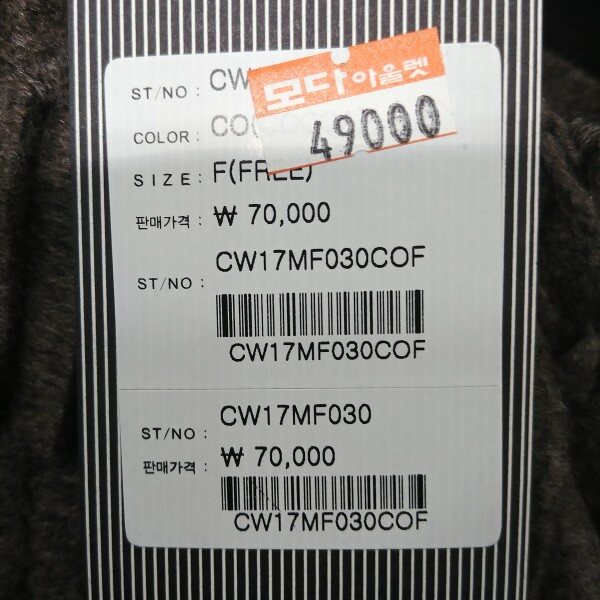 모다아울렛
49000
ST/NO : CW
COLOR : CO
SIZE : F(FREE)
판매가격 : ₩ 70,000
CW17MF030COF
ST/NO :
CW17MF030COF
CW17MF030
ST/NO :
판매가격 : ₩ 70,000
CW17MF030COF